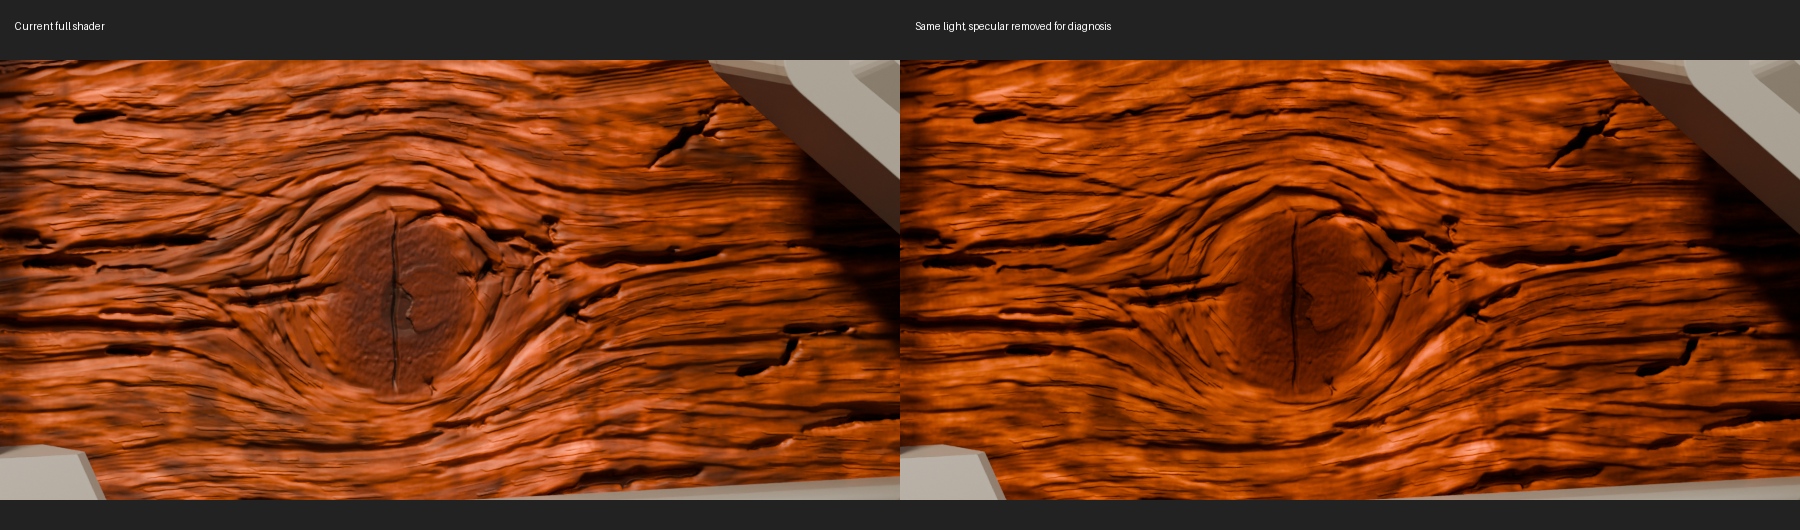 Current full shader
Same light, specular removed for diagnosis